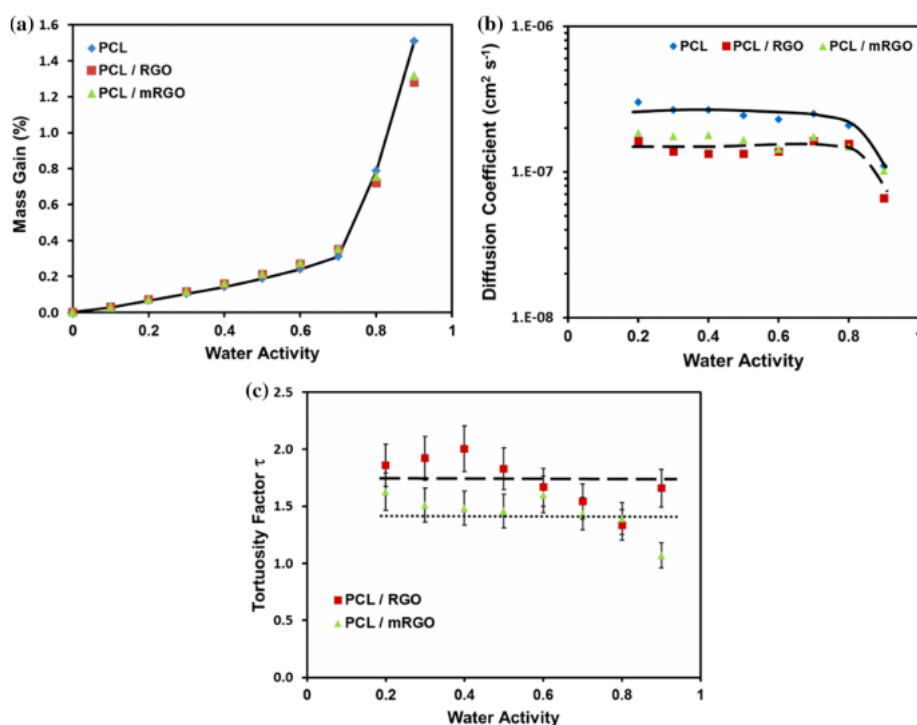 (a)
1.6
1.4
1.2
1.0
0.8
0.6
0.4
0.2
0.0
Mass Gain (%)
PCL
PCL / RGO
PCL / mRGO
0 0.2 0.4 0.6 0.8 1
Water Activity
(b)
1.E-06
1.E-07
1.E-08
Diffusion Coefficient (cm² s⁻¹)
PCL PCL / RGO PCL / mRGO
0 0.2 0.4 0.6 0.8 1
Water Activity
(c)
2.5
2.0
1.5
1.0
0.5
0.0
Tortuosity Factor τ
PCL / RGO
PCL / mRGO
0 0.2 0.4 0.6 0.8 1
Water Activity